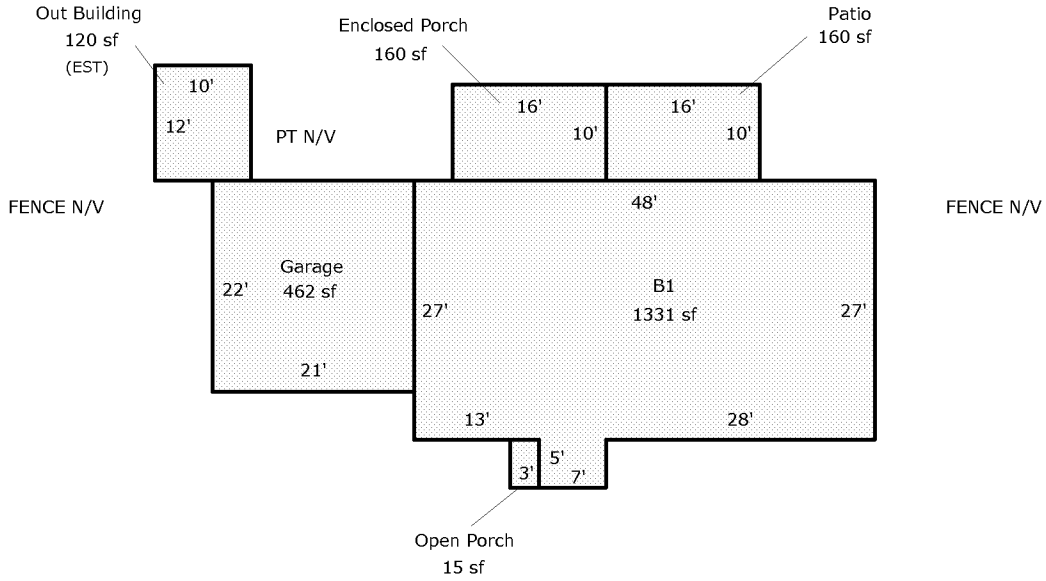 Out Building
120 sf
(EST)
Enclosed Porch
160 sf
Patio
160 sf
10'
12'
PT N/V
16'
10'
16'
10'
FENCE N/V
48'
FENCE N/V
Garage
462 sf
22'
21'
B1
1331 sf
27'
27'
13'
28'
5'
3'
7'
Open Porch
15 sf